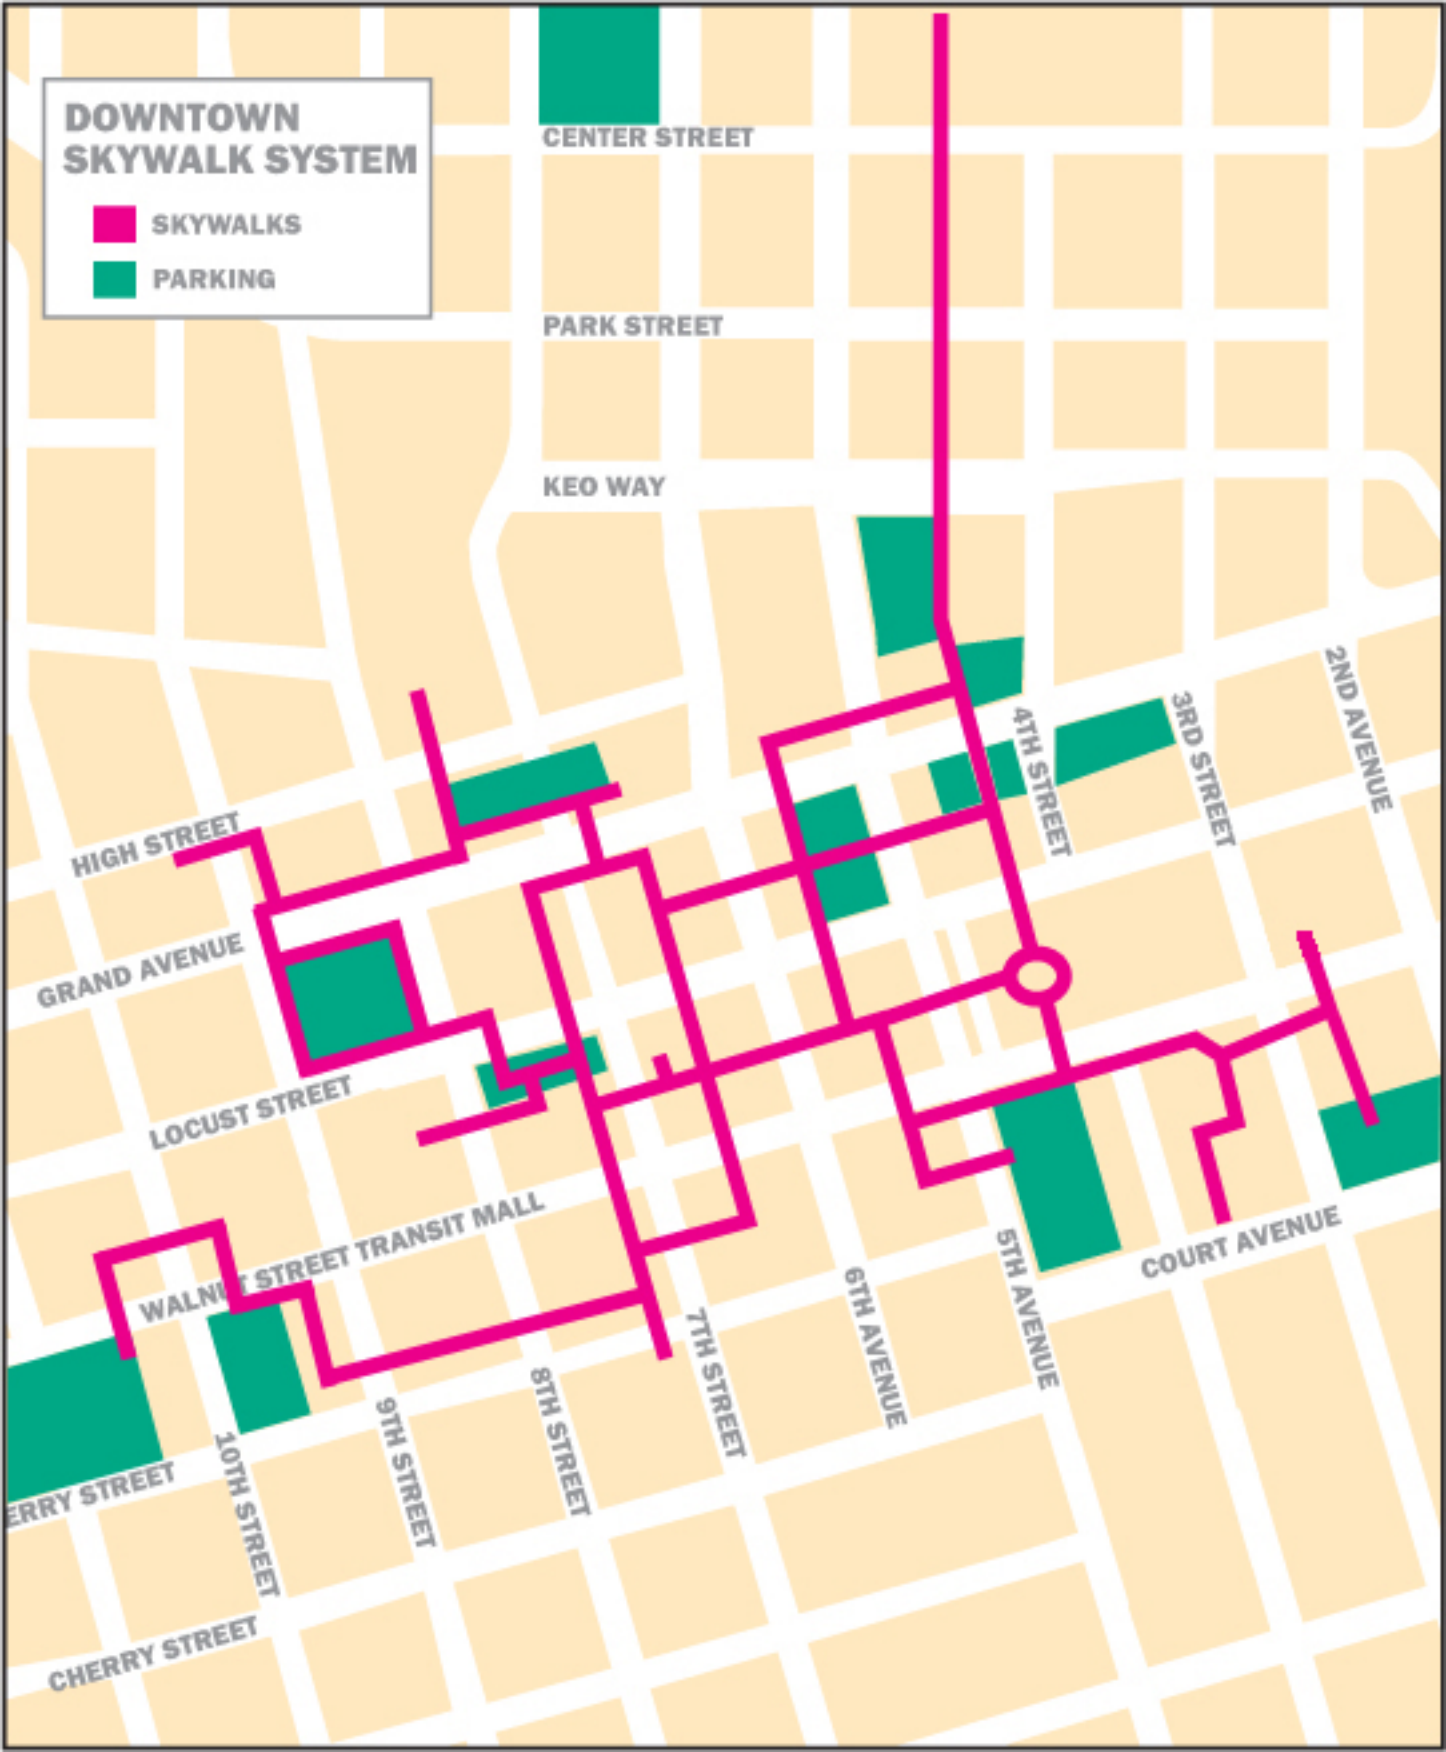 DOWNTOWN
SKYWALK SYSTEM
SKYWALKS
PARKING
CENTER STREET
PARK STREET
KEO WAY
2ND AVENUE
3RD STREET
4TH STREET
HIGH STREET
GRAND AVENUE
LOCUST STREET
WALNUT STREET TRANSIT MALL
COURT AVENUE
5TH AVENUE
6TH AVENUE
7TH STREET
8TH STREET
9TH STREET
10TH STREET
ERRY STREET
CHERRY STREET